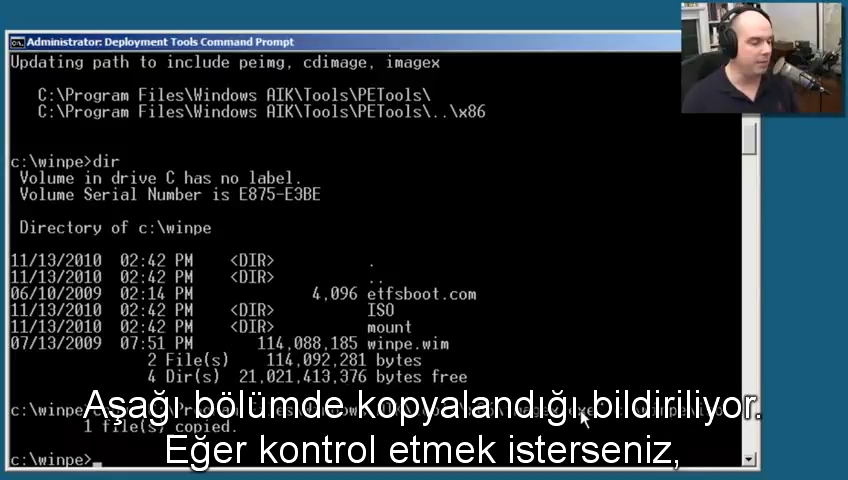 Administrator: Deployment Tools Command Prompt
Updating path to include peimg, cdimage, imagex
C:\Program Files\Windows AIK\Tools\PETools\
C:\Program Files\Windows AIK\Tools\PETools\..\x86
c:\winpe>dir
Volume in drive C has no label.
Volume Serial Number is E875-E3BE
Directory of c:\winpe
11/13/2010 02:42 PM <DIR> .
11/13/2010 02:42 PM <DIR> ..
06/10/2009 02:14 PM 4,096 etfsboot.com
11/13/2010 02:42 PM <DIR> ISO
11/13/2010 02:42 PM <DIR> mount
07/13/2009 07:51 PM 114,088,185 winpe.wim
2 File(s) 114,092,281 bytes
4 Dir(s) 21,021,413,376 bytes free
c:\winpe>
1 file(s) copied.
Aşağı bölümde kopyalandığı bildiriliyor.
Eğer kontrol etmek isterseniz,
c:\winpe>_